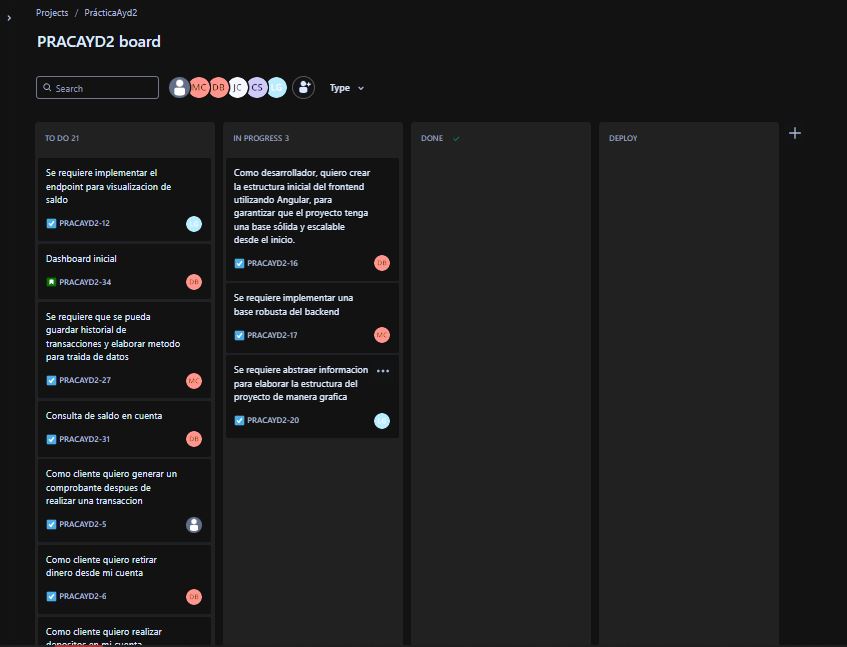 Projects / PrácticaAyd2
PRACAYD2 board
Search
MC DB JC CS LG
Type
TO DO 21
Se requiere implementar el
endpoint para visualizacion de
saldo
PRACAYD2-12
Dashboard inicial
PRACAYD2-34
DB
Se requiere que se pueda
guardar historial de
transacciones y elaborar metodo
para traida de datos
PRACAYD2-27
MC
Consulta de saldo en cuenta
PRACAYD2-31
DB
Como cliente quiero generar un
comprobante despues de
realizar una transaccion
PRACAYD2-5
Como cliente quiero retirar
dinero desde mi cuenta
PRACAYD2-6
DB
Como cliente quiero realizar
depositos en mi cuenta
IN PROGRESS 3
Como desarrollador, quiero crear
la estructura inicial del frontend
utilizando Angular, para
garantizar que el proyecto tenga
una base sólida y escalable
desde el inicio.
PRACAYD2-16
DB
Se requiere implementar una
base robusta del backend
PRACAYD2-17
MC
Se requiere abstraer informacion
para elaborar la estructura del
proyecto de manera grafica
PRACAYD2-20
DONE
DEPLOY